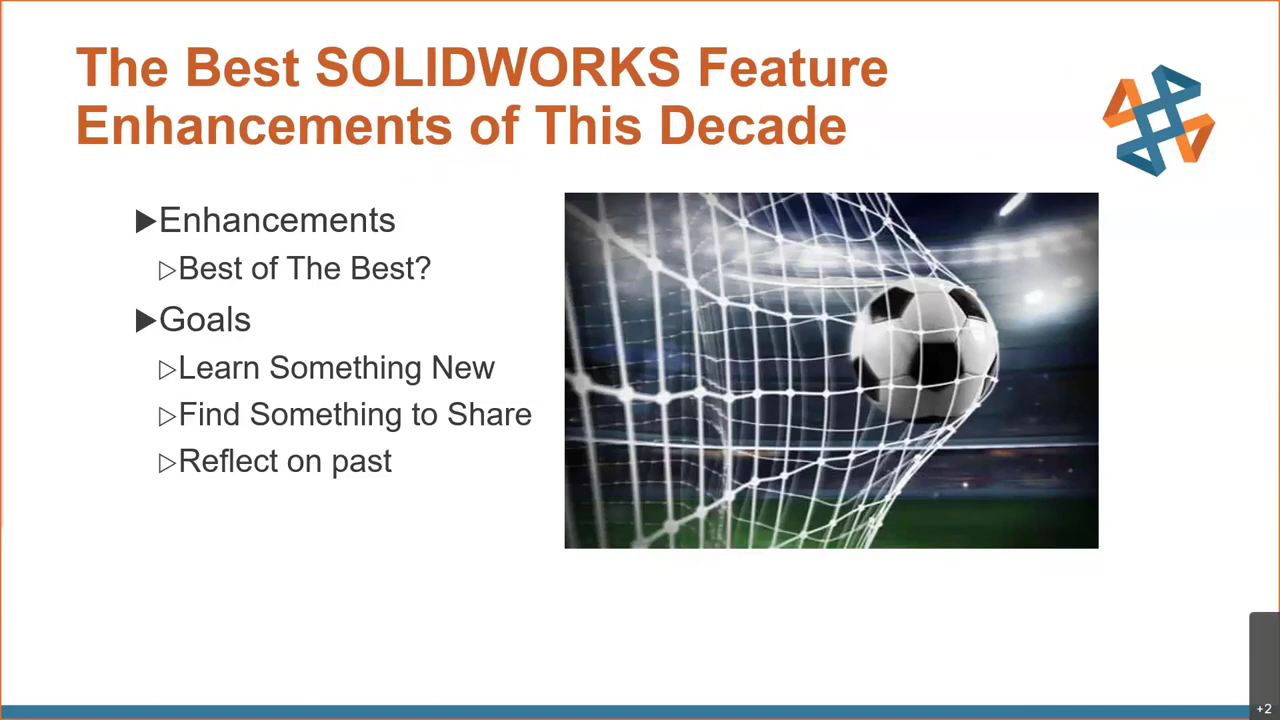 The Best SOLIDWORKS Feature
Enhancements of This Decade
Enhancements
Best of The Best?
Goals
Learn Something New
Find Something to Share
Reflect on past
+2